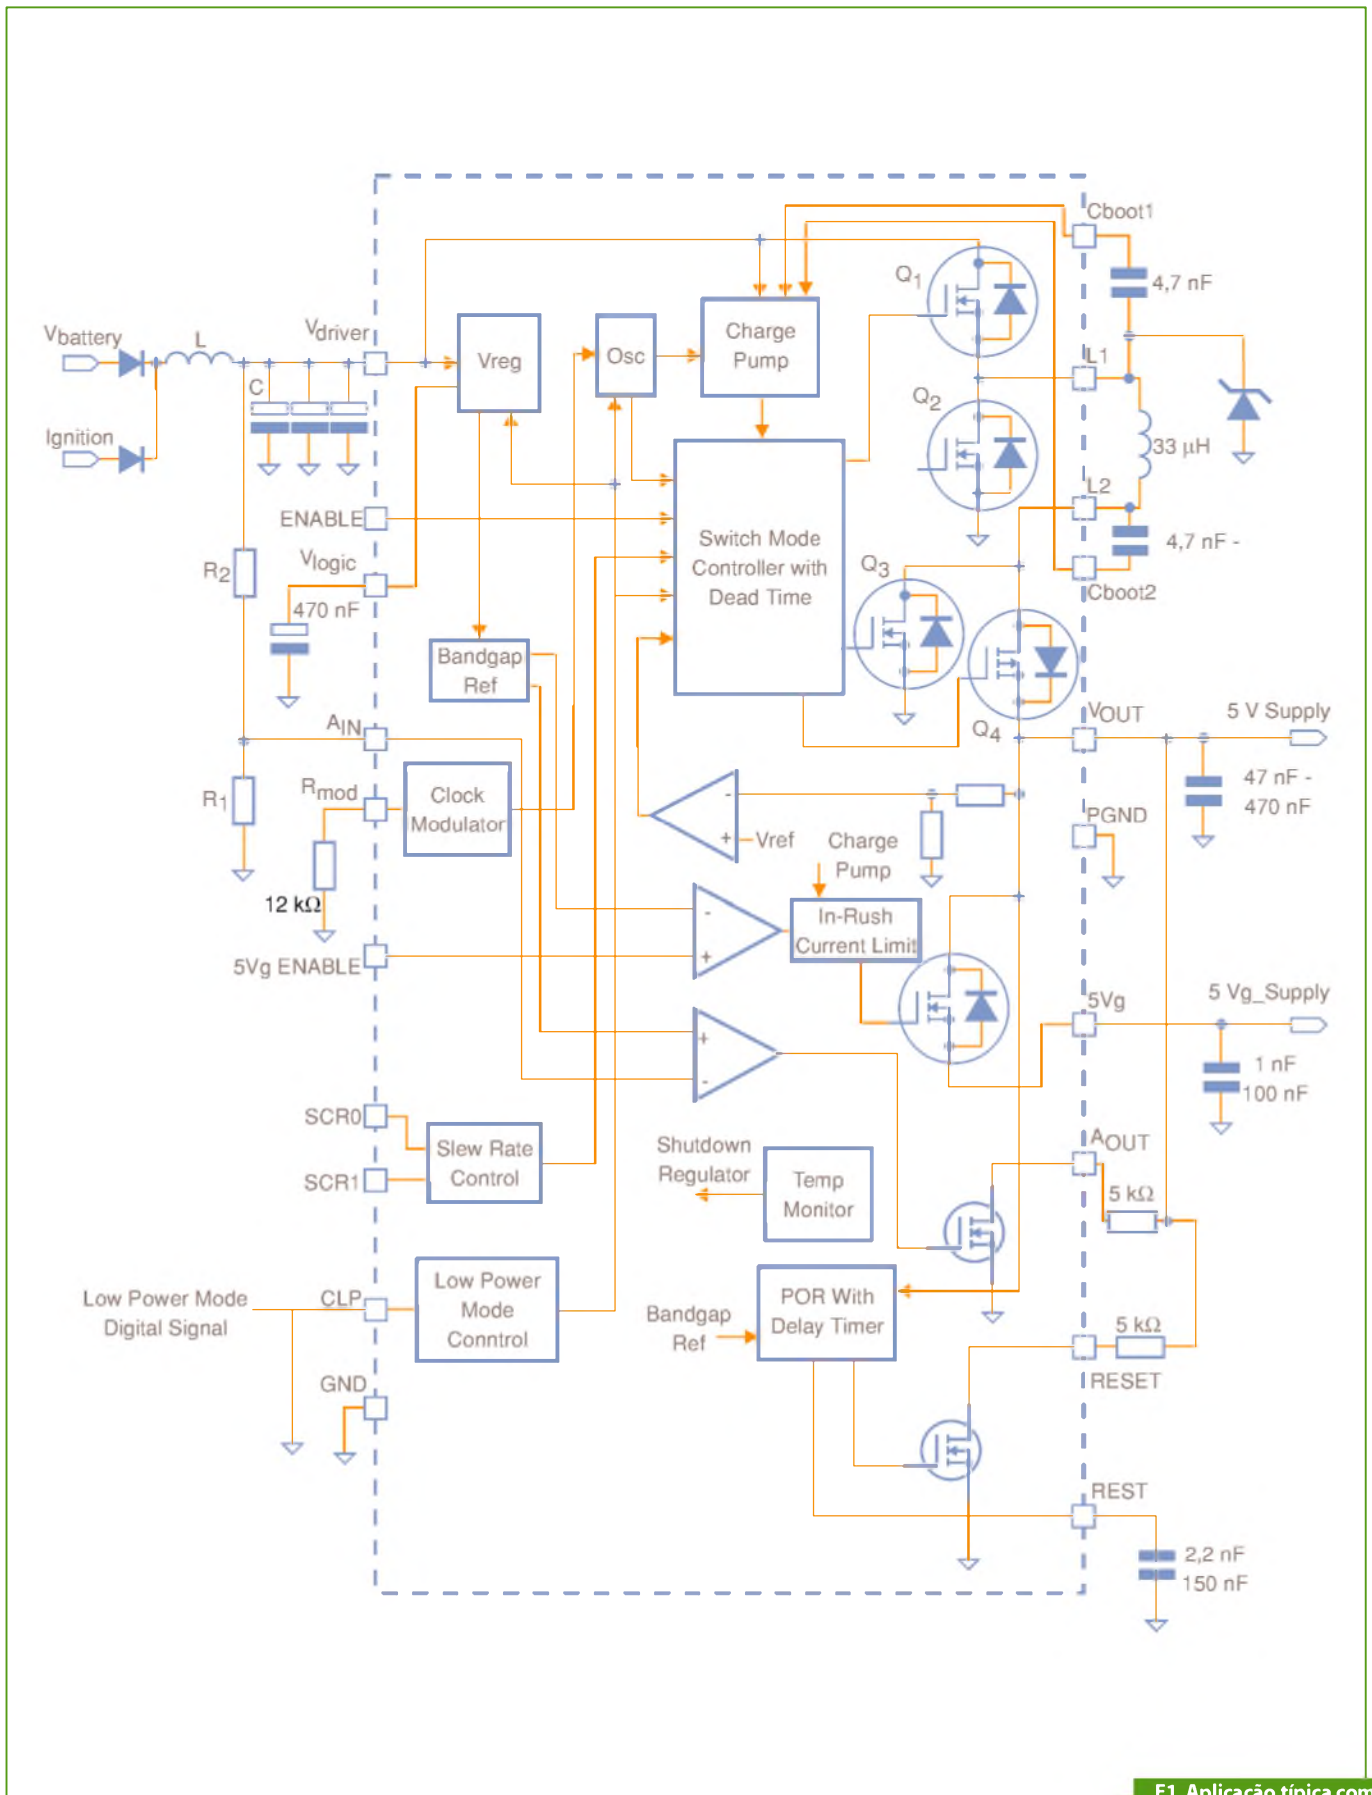 Cboot1
Q1
4,7 nF
Vbattery
L
Vdriver
Vreg
Osc
Charge
Pump
L1
C
Q2
Ignition
33 µH
L2
ENABLE
Switch Mode
Controller with
Dead Time
4,7 nF -
Vlogic
R2
Q3
Cboot2
470 nF
Bandgap
Ref
AIN
Q4
VOUT
5 V Supply
R1
Rmod
Clock
Modulator
-
+
Vref
47 nF -
470 nF
PGND
Charge
Pump
12 kΩ
-
+
In-Rush
Current Limit
5Vg ENABLE
5Vg
5 Vg_Supply
+
-
1 nF
100 nF
SCR0
SCR1
Slew Rate
Control
Shutdown
Regulator
Temp
Monitor
AOUT
5 kΩ
Low Power Mode
Digital Signal
CLP
Low Power
Mode
Conntrol
Bandgap
Ref
POR With
Delay Timer
5 kΩ
RESET
GND
REST
2,2 nF
150 nF
F1. Aplicação típica com